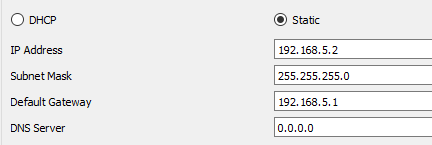 DHCP Static
IP Address 192.168.5.2
Subnet Mask 255.255.255.0
Default Gateway 192.168.5.1
DNS Server 0.0.0.0